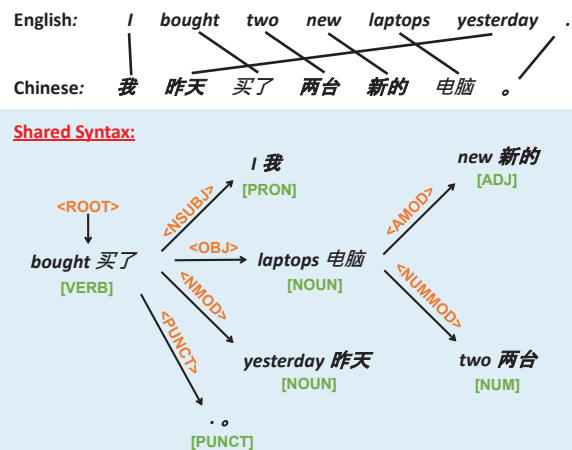 English: I bought two new laptops yesterday .
Chinese: 我 昨天 买了 两台 新的 电脑 。
Shared Syntax:
I 我
[PRON]
new 新的
[ADJ]
<ROOT>
<NSUBJ>
<AMOD>
<OBJ>
bought 买了
[VERB]
laptops 电脑
[NOUN]
<NMOD>
<NUMMOD>
<PUNCT>
yesterday 昨天
[NOUN]
two 两台
[NUM]
. 。
[PUNCT]